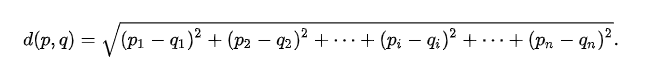 d(p,q) = √((p₁ − q₁)² + (p₂ − q₂)² + ⋯ + (pᵢ − qᵢ)² + ⋯ + (pₙ − qₙ)²).